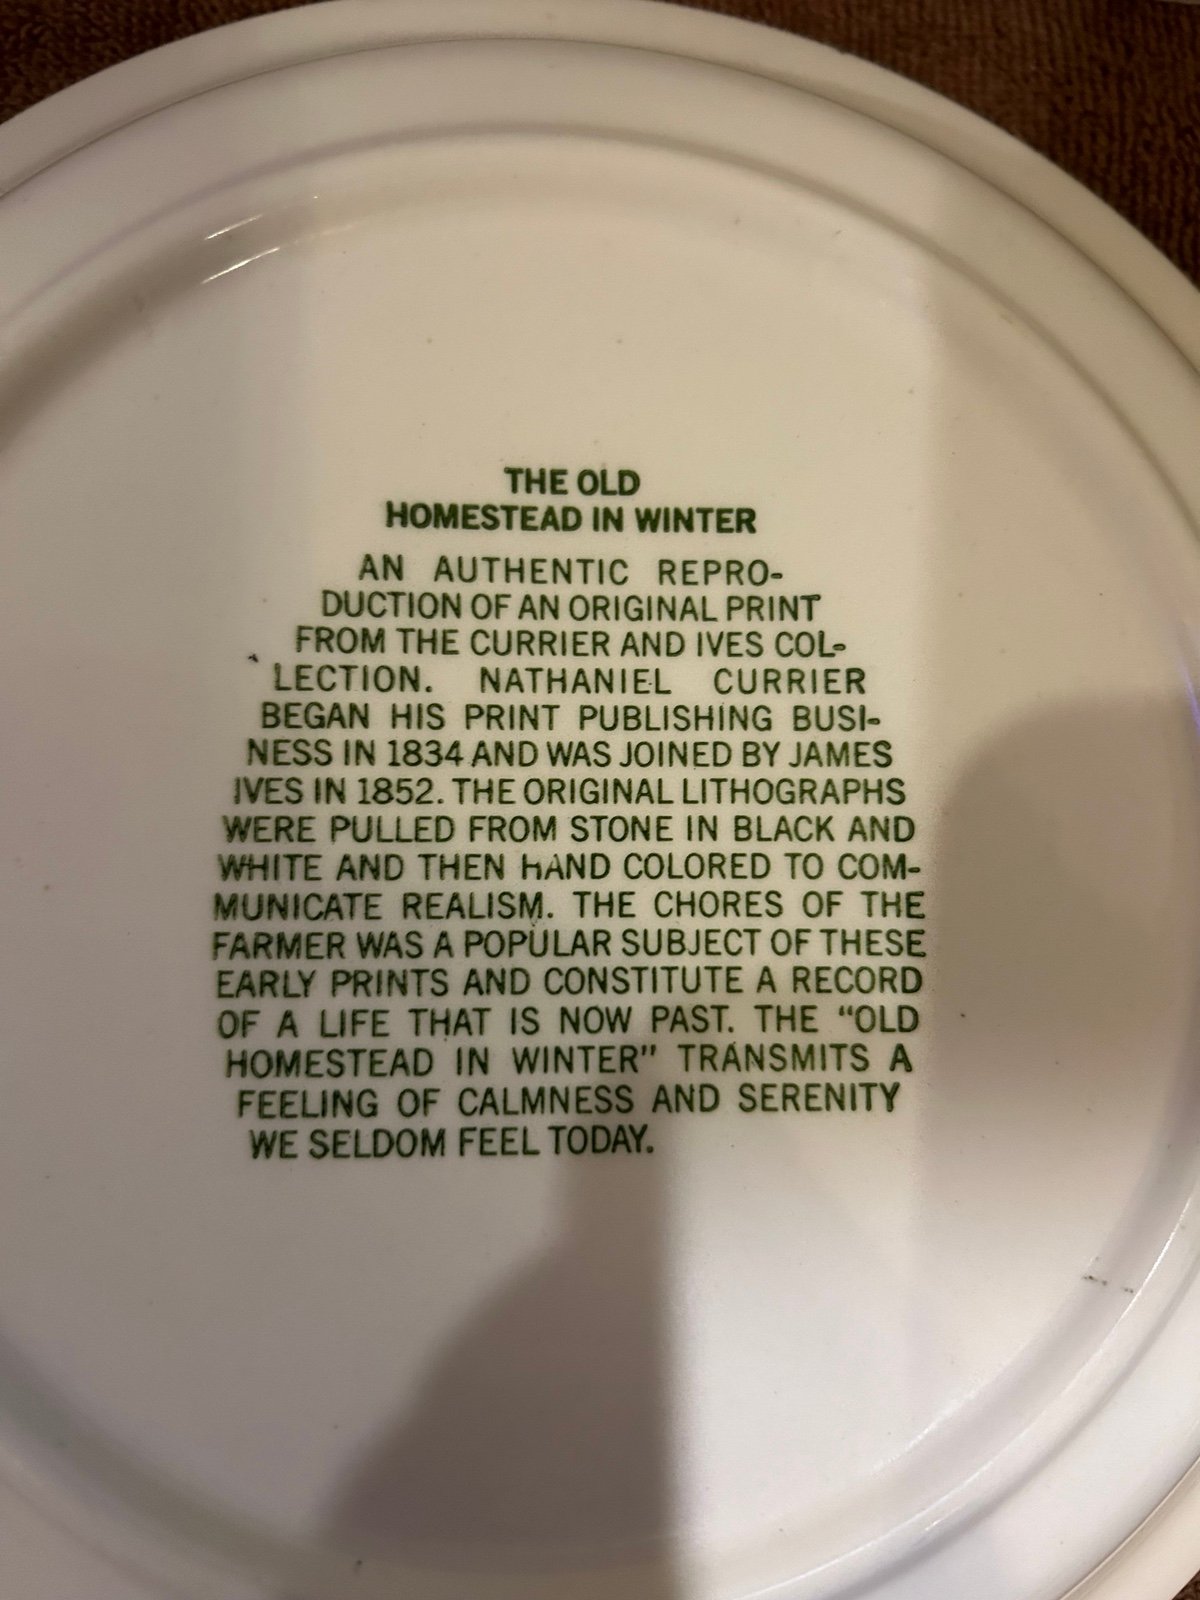 THE OLD
HOMESTEAD IN WINTER
AN AUTHENTIC REPRO-
DUCTION OF AN ORIGINAL PRINT
FROM THE CURRIER AND IVES COL-
LECTION. NATHANIEL CURRIER
BEGAN HIS PRINT PUBLISHING BUSI-
NESS IN 1834 AND WAS JOINED BY JAMES
IVES IN 1852. THE ORIGINAL LITHOGRAPHS
WERE PULLED FROM STONE IN BLACK AND
WHITE AND THEN HAND COLORED TO COM-
MUNICATE REALISM. THE CHORES OF THE
FARMER WAS A POPULAR SUBJECT OF THESE
EARLY PRINTS AND CONSTITUTE A RECORD
OF A LIFE THAT IS NOW PAST. THE "OLD
HOMESTEAD IN WINTER" TRANSMITS A
FEELING OF CALMNESS AND SERENITY
WE SELDOM FEEL TODAY.